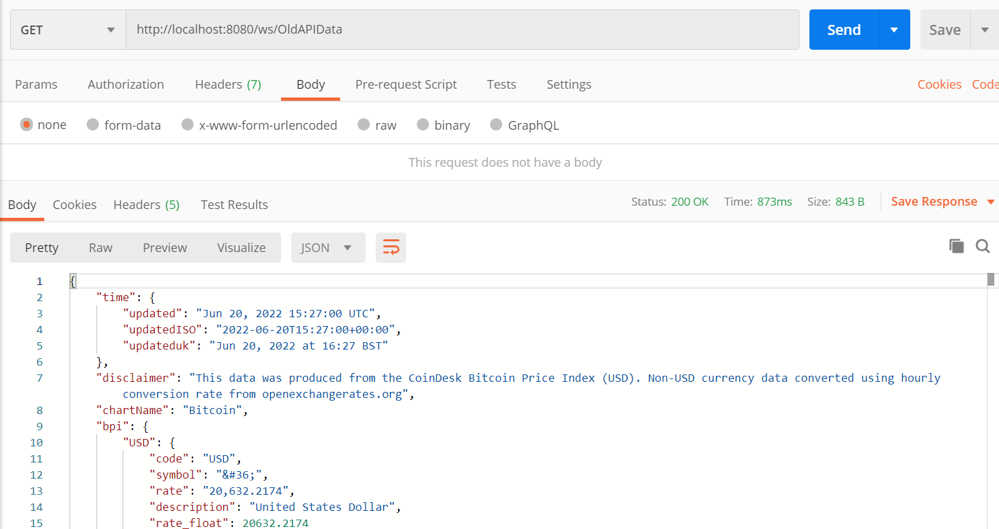 GET http://localhost:8080/ws/OldAPIData Send Save
Params Authorization Headers (7) Body Pre-request Script Tests Settings Cookies Code
none form-data x-www-form-urlencoded raw binary GraphQL
This request does not have a body
Body Cookies Headers (5) Test Results Status: 200 OK Time: 873ms Size: 843 B Save Response
Pretty Raw Preview Visualize JSON
1 {
2 "time": {
3 "updated": "Jun 20, 2022 15:27:00 UTC",
4 "updatedISO": "2022-06-20T15:27:00+00:00",
5 "updateduk": "Jun 20, 2022 at 16:27 BST"
6 },
7 "disclaimer": "This data was produced from the CoinDesk Bitcoin Price Index (USD). Non-USD currency data converted using hourly
conversion rate from openexchangerates.org",
8 "chartName": "Bitcoin",
9 "bpi": {
10 "USD": {
11 "code": "USD",
12 "symbol": "&#36;",
13 "rate": "20,632.2174",
14 "description": "United States Dollar",
15 "rate_float": 20632.2174